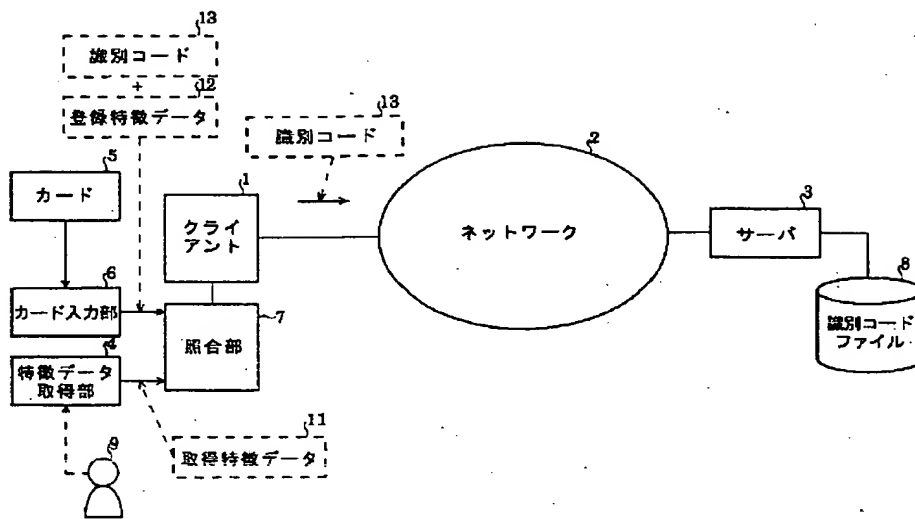 13
識別コード
+
12
登録特徴データ
13
識別コード
5
カード
1
クライ
アント
2
ネットワーク
3
サーバ
8
識別コード
ファイル
6
カード入力部
7
照合部
4
特徴データ
取得部
11
取得特徴データ
9